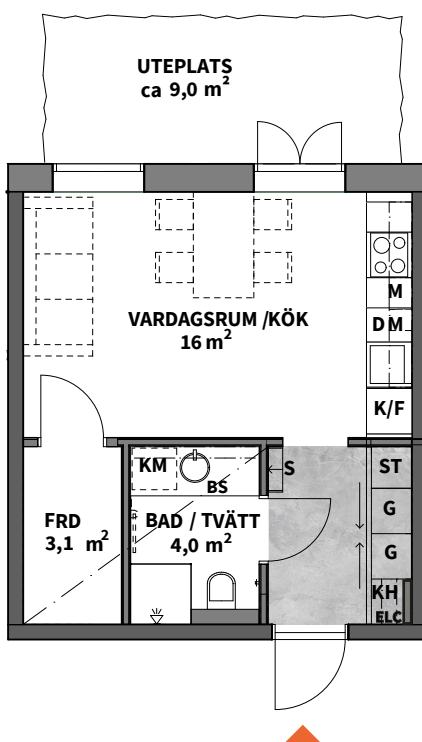 UTEPLATS
ca 9,0 m²
M
VARDAGSRUM /KÖK
DM
16 m²
K/F
KM
S
ST
BS
G
FRD
BAD / TVÄTT
3,1 m²
4,0 m²
G
KH
ELC